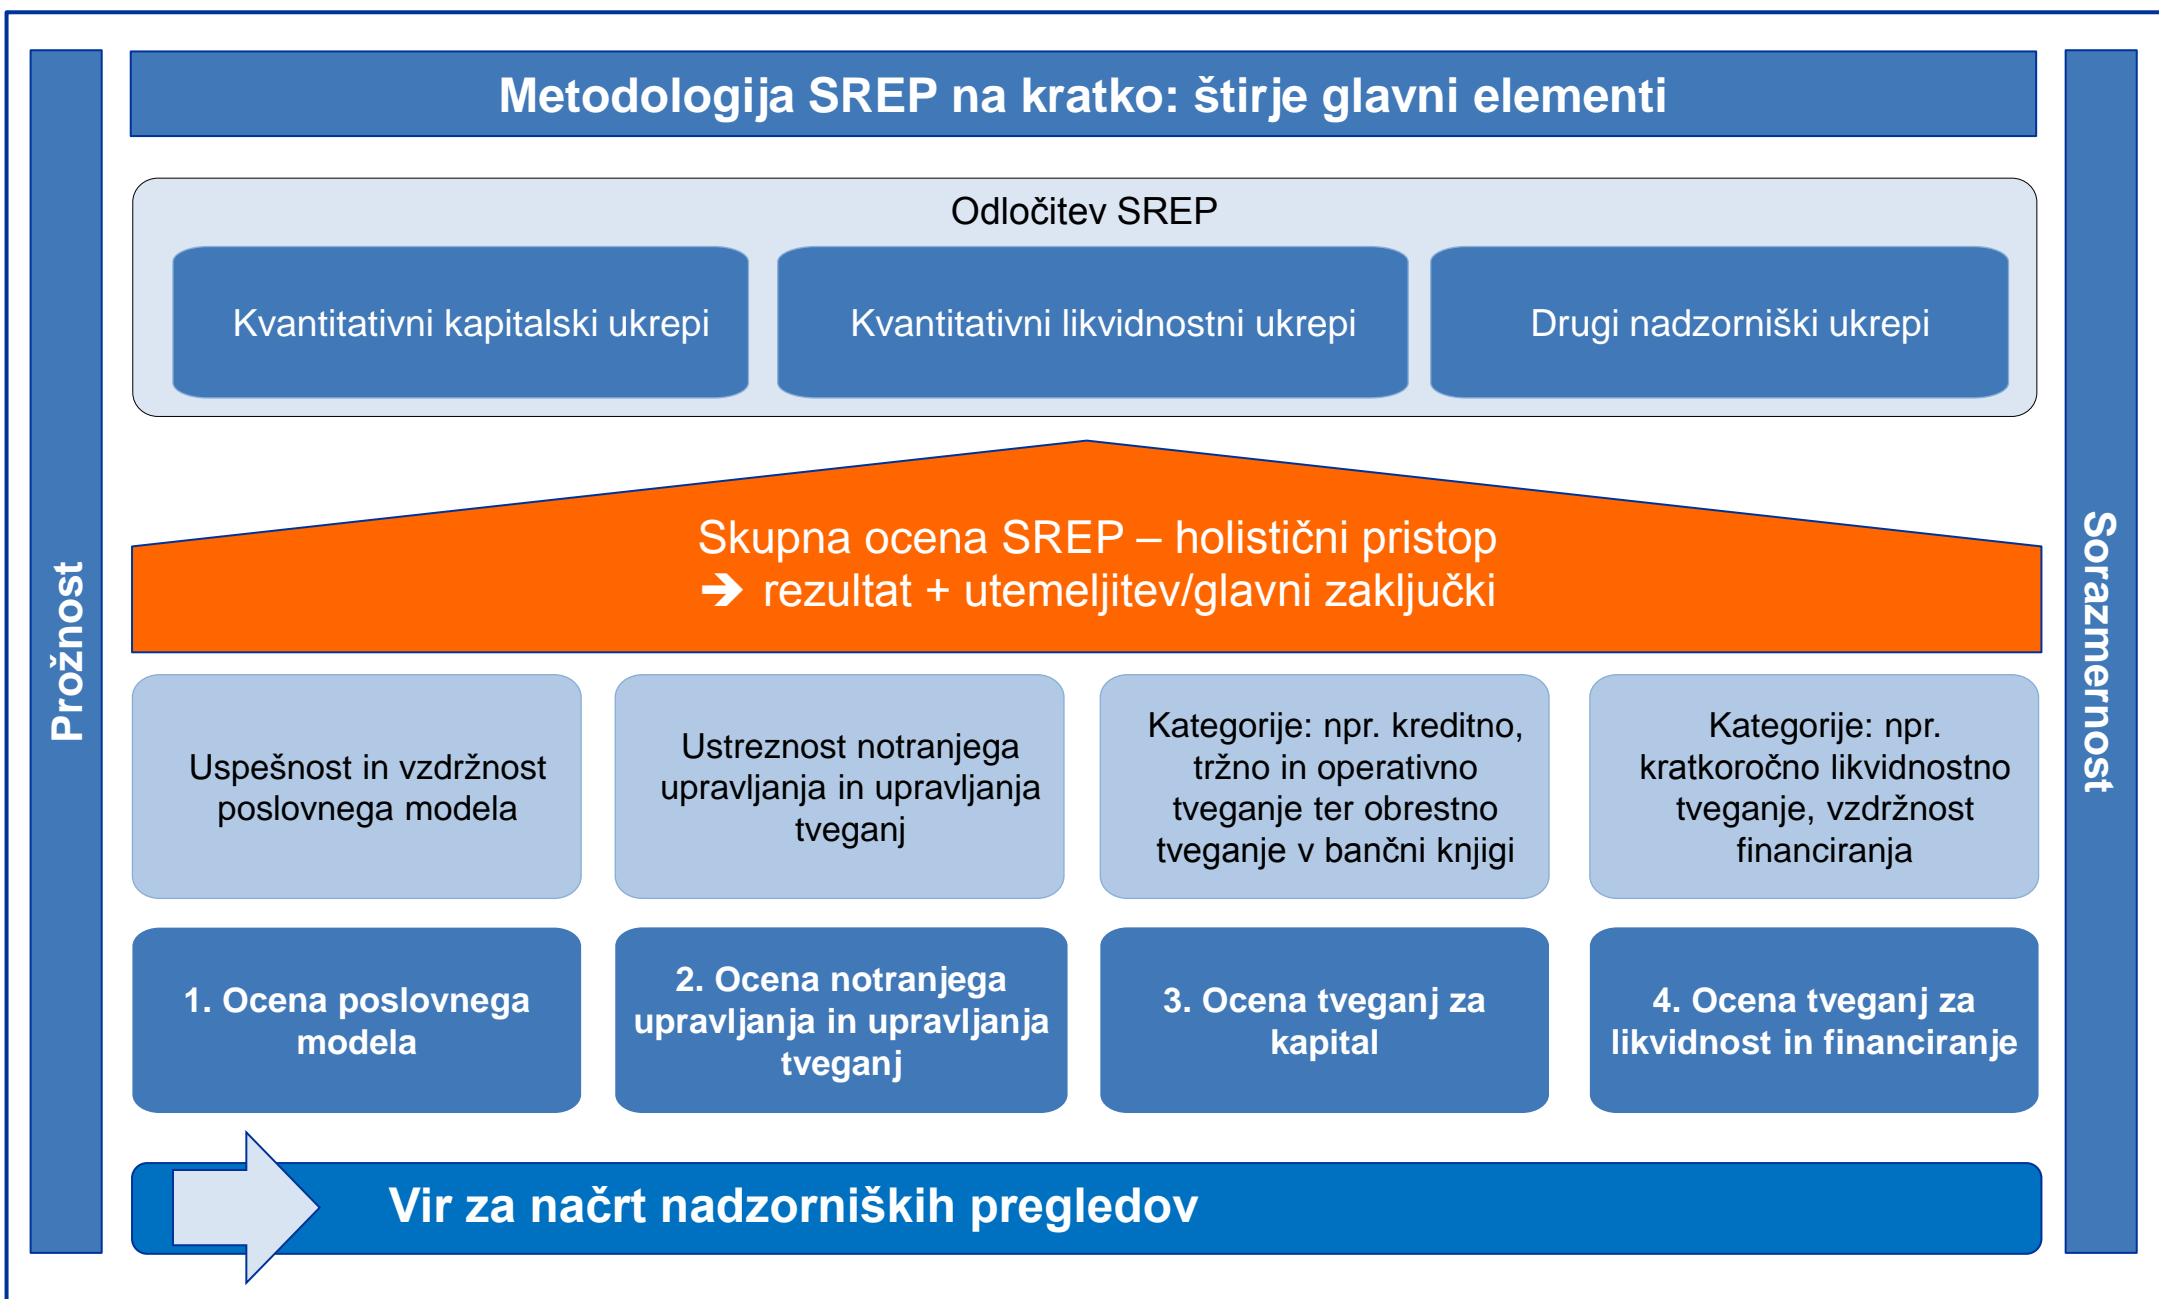 Metodologija SREP na kratko: štirje glavni elementi
Prožnost
Odločitev SREP
Kvantitativni kapitalski ukrepi
Kvantitativni likvidnostni ukrepi
Drugi nadzorniški ukrepi
Skupna ocena SREP – holistični pristop
➔ rezultat + utemeljitev/glavni zaključki
Uspešnost in vzdržnost
poslovnega modela
Ustreznost notranjega
upravljanja in upravljanja
tveganj
Kategorije: npr. kreditno,
tržno in operativno
tveganje ter obrestno
tveganje v bančni knjigi
Kategorije: npr.
kratkoročno likvidnostno
tveganje, vzdržnost
financiranja
1. Ocena poslovnega
modela
2. Ocena notranjega
upravljanja in upravljanja
tveganj
3. Ocena tveganj za
kapital
4. Ocena tveganj za
likvidnost in financiranje
Vir za načrt nadzorniških pregledov
Sorazmernost